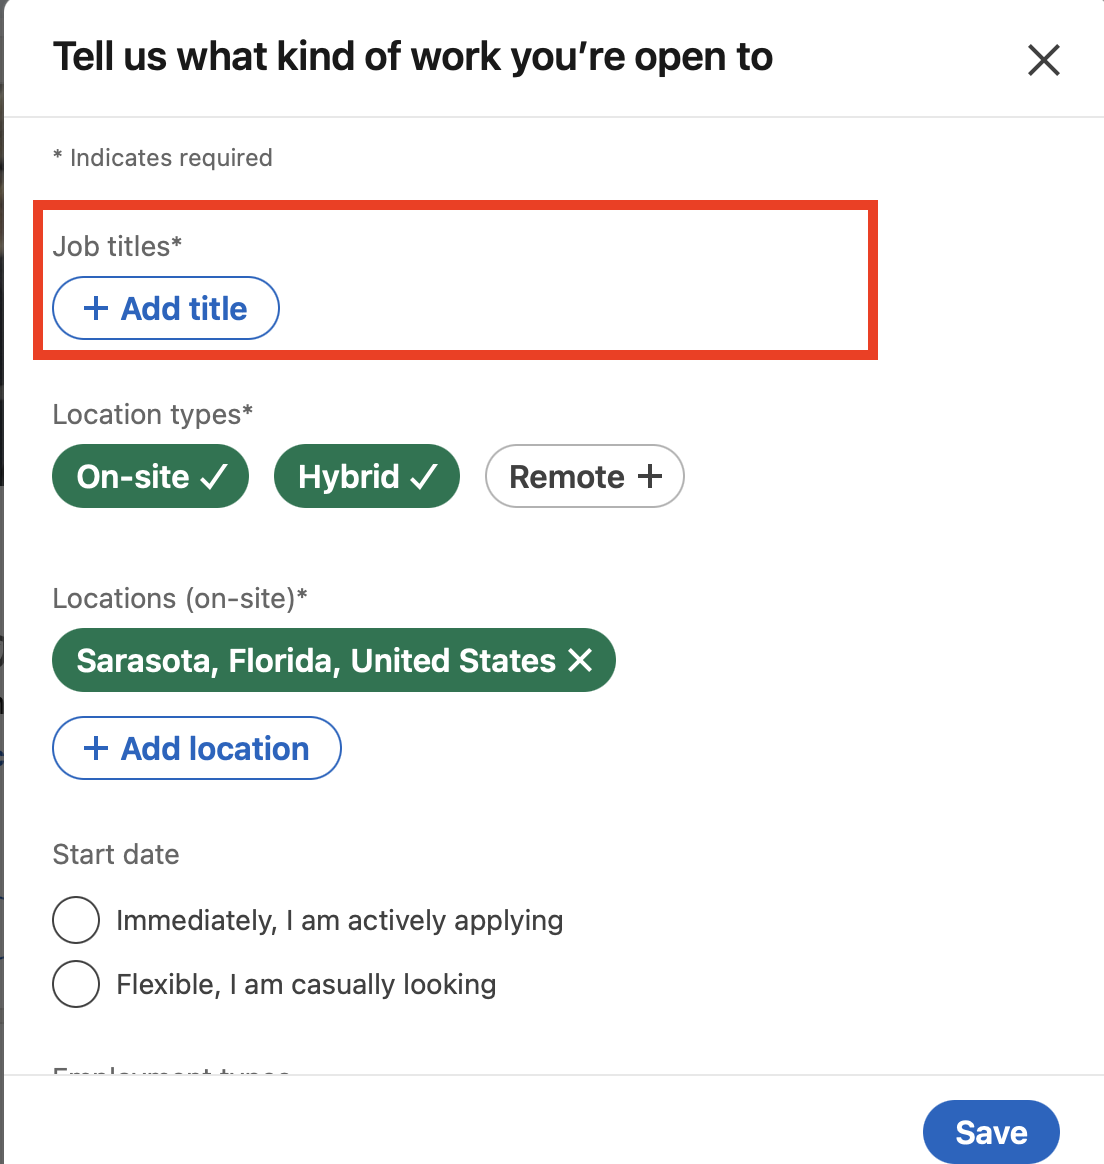 Tell us what kind of work you’re open to
* Indicates required
Job titles*
+ Add title
Location types*
On-site ✓ Hybrid ✓ Remote +
Locations (on-site)*
Sarasota, Florida, United States ✕
+ Add location
Start date
Immediately, I am actively applying
Flexible, I am casually looking
Employment types
Save